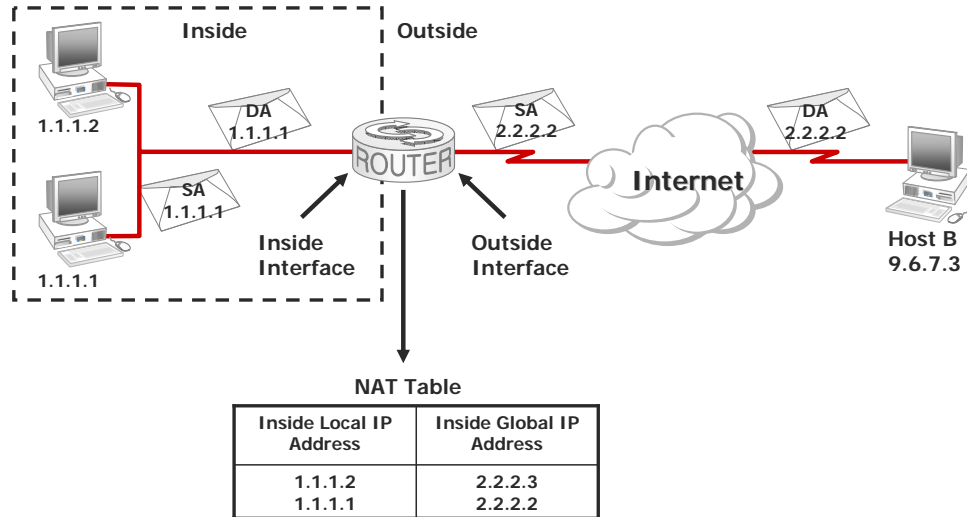 Inside
Outside
1.1.1.2
DA
1.1.1.1
SA
2.2.2.2
DA
2.2.2.2
ROUTER
Internet
SA
1.1.1.1
1.1.1.1
Inside
Interface
Outside
Interface
Host B
9.6.7.3
NAT Table
Inside Local IP
Address
Inside Global IP
Address
1.1.1.2
2.2.2.3
1.1.1.1
2.2.2.2